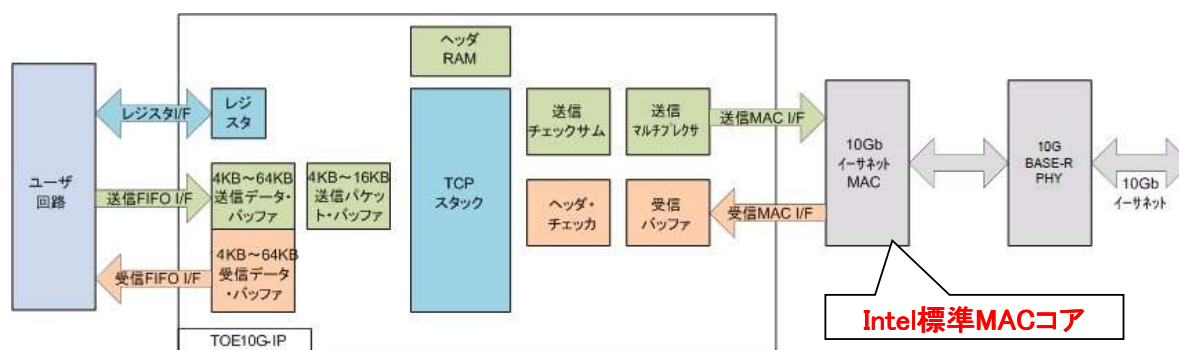 ヘッダ
RAM
ユーザ
回路
レジスタI/F
レジ
スタ
送信FIFO I/F
4KB～64KB
送信データ・
バッファ
4KB～16KB
送信パケッ
ト・バッファ
受信FIFO I/F
4KB～64KB
受信データ
・バッファ
TCP
スタック
送信
チェックサム
送信
マルチプレクサ
送信MAC I/F
ヘッダ・
チェッカ
受信
バッファ
受信MAC I/F
10Gb
イーサネット
MAC
10G
BASE-R
PHY
10Gb
イーサネット
Intel標準MACコア
TOE10G-IP